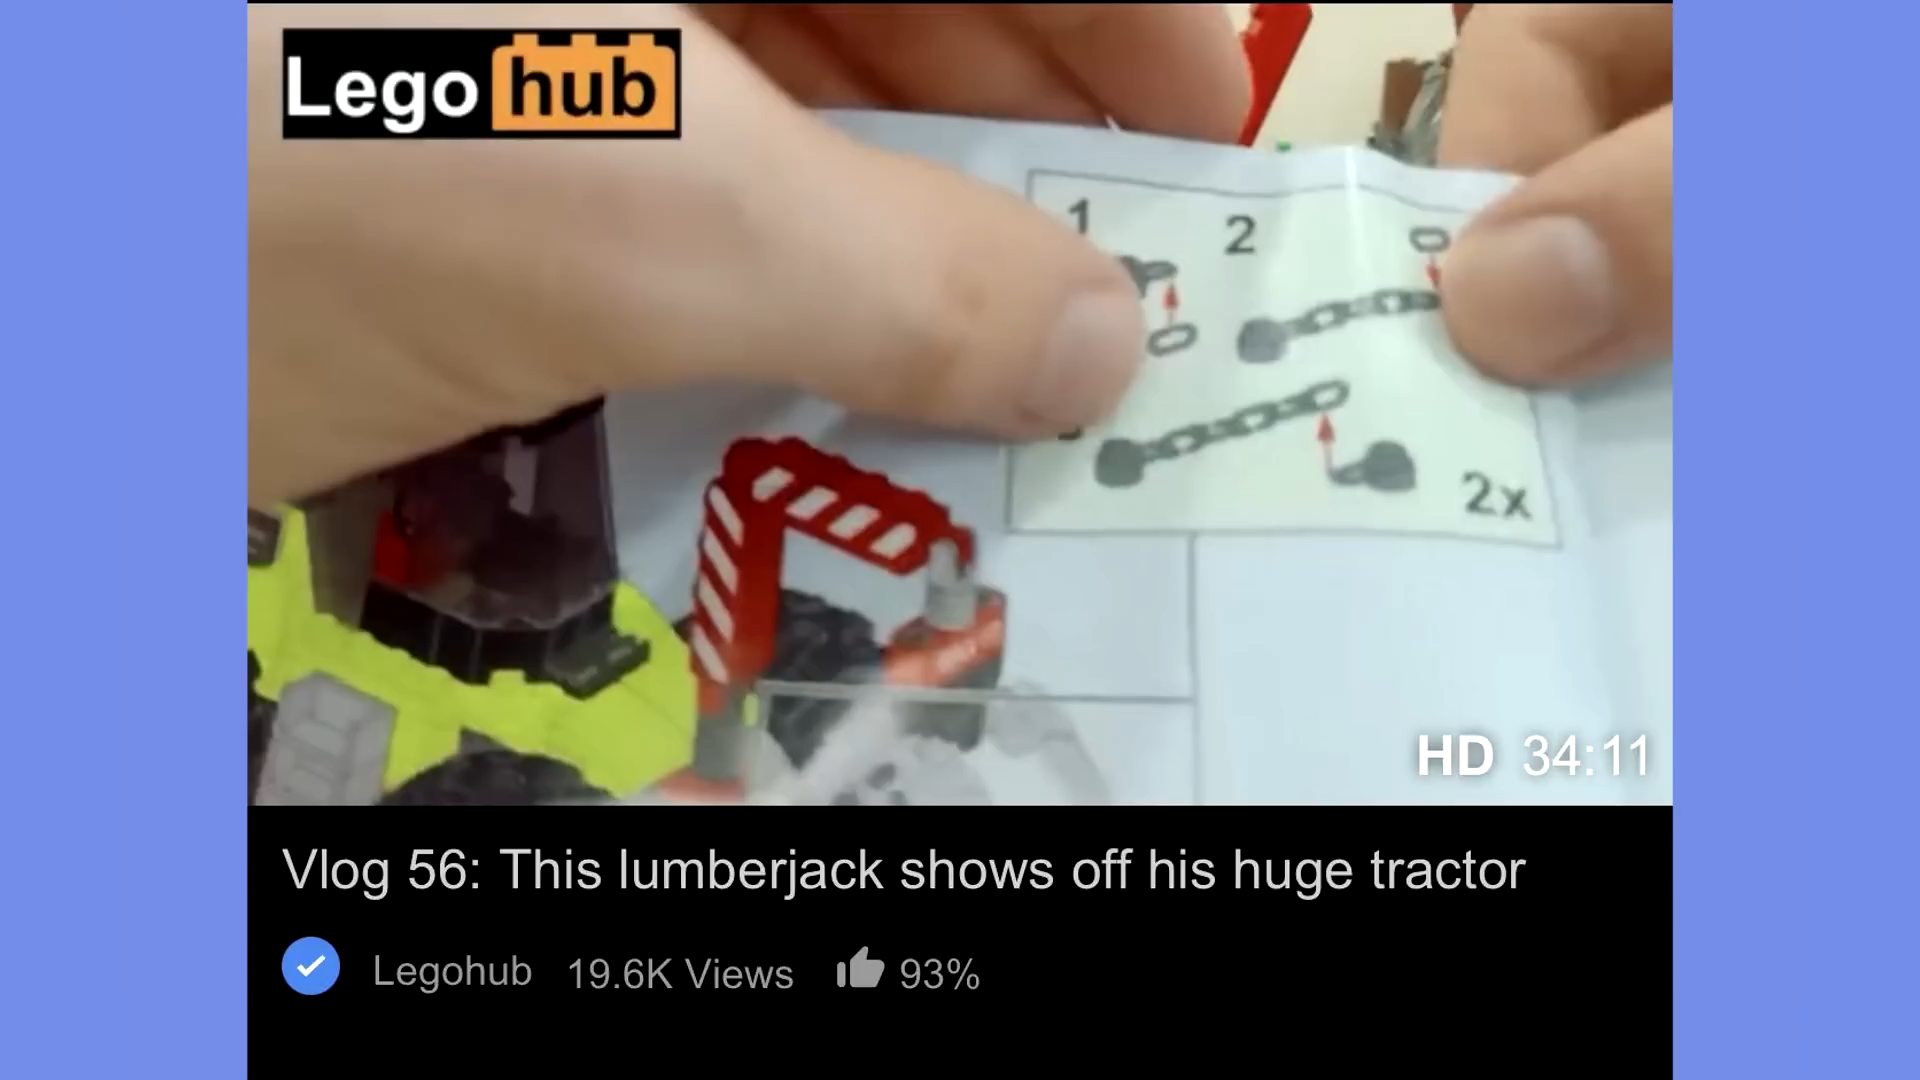 Lego hub
1 2
2x
HD 34:11
Vlog 56: This lumberjack shows off his huge tractor
Legohub 19.6K Views 93%